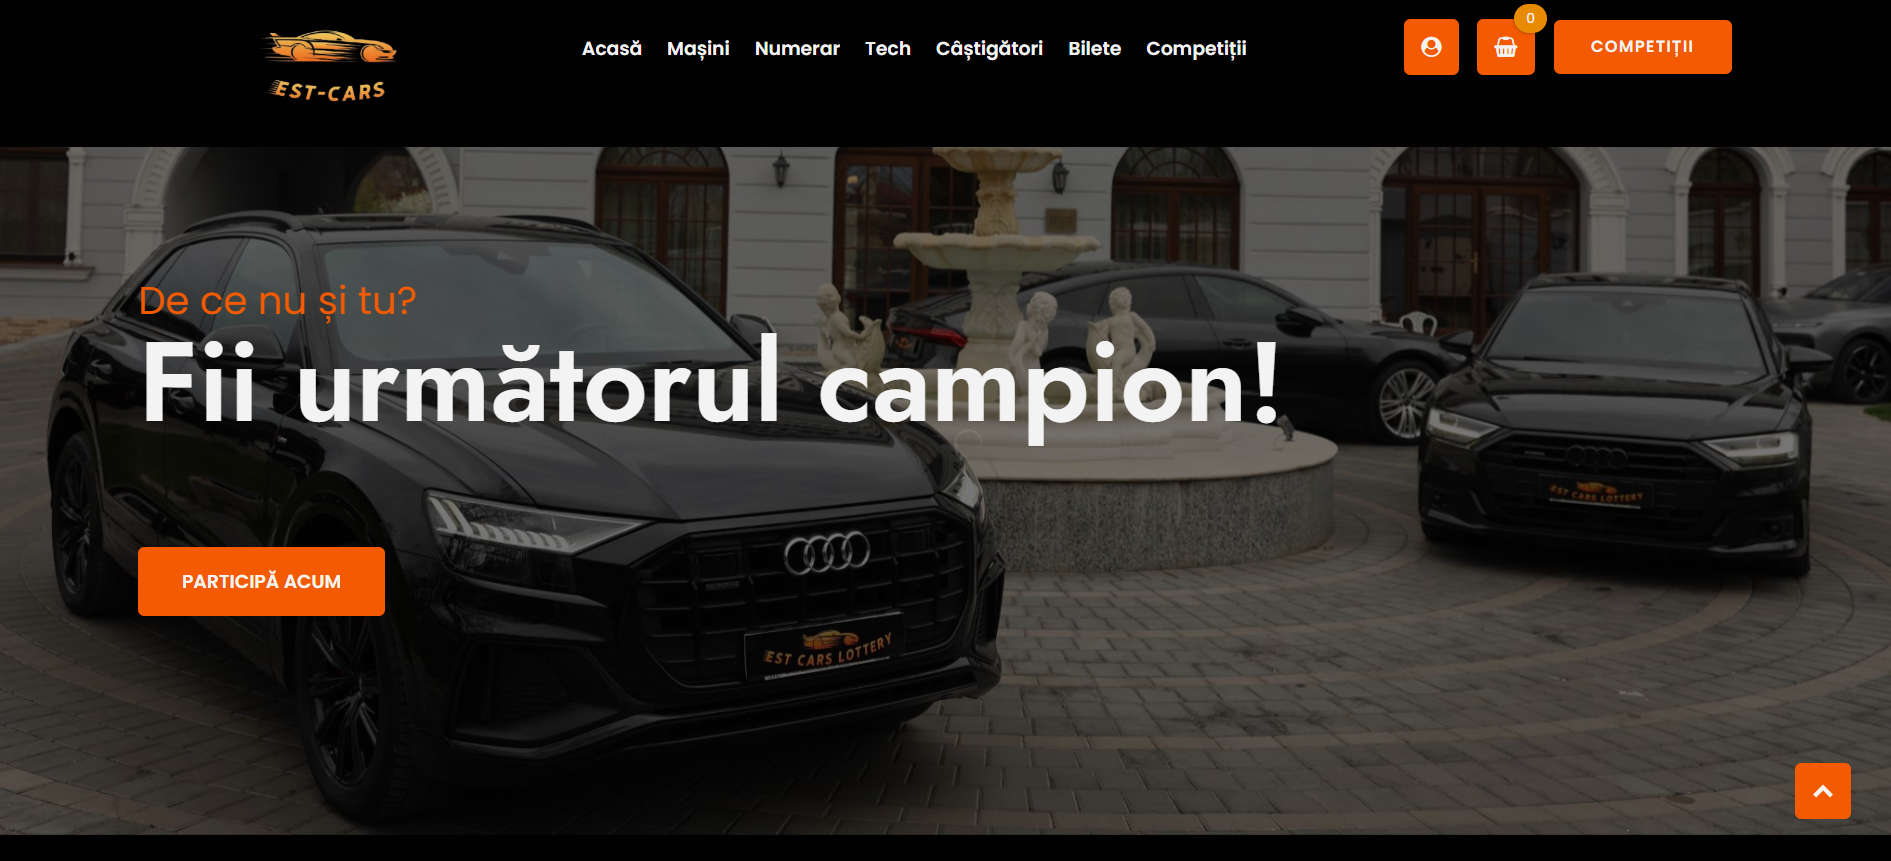 EST-CARS
Acasă Mașini Numerar Tech Câștigători Bilete Competiții
0
COMPETIȚII
De ce nu și tu?
Fii următorul campion!
PARTICIPĂ ACUM
EST CARS LOTTERY
EST CARS LOTTERY